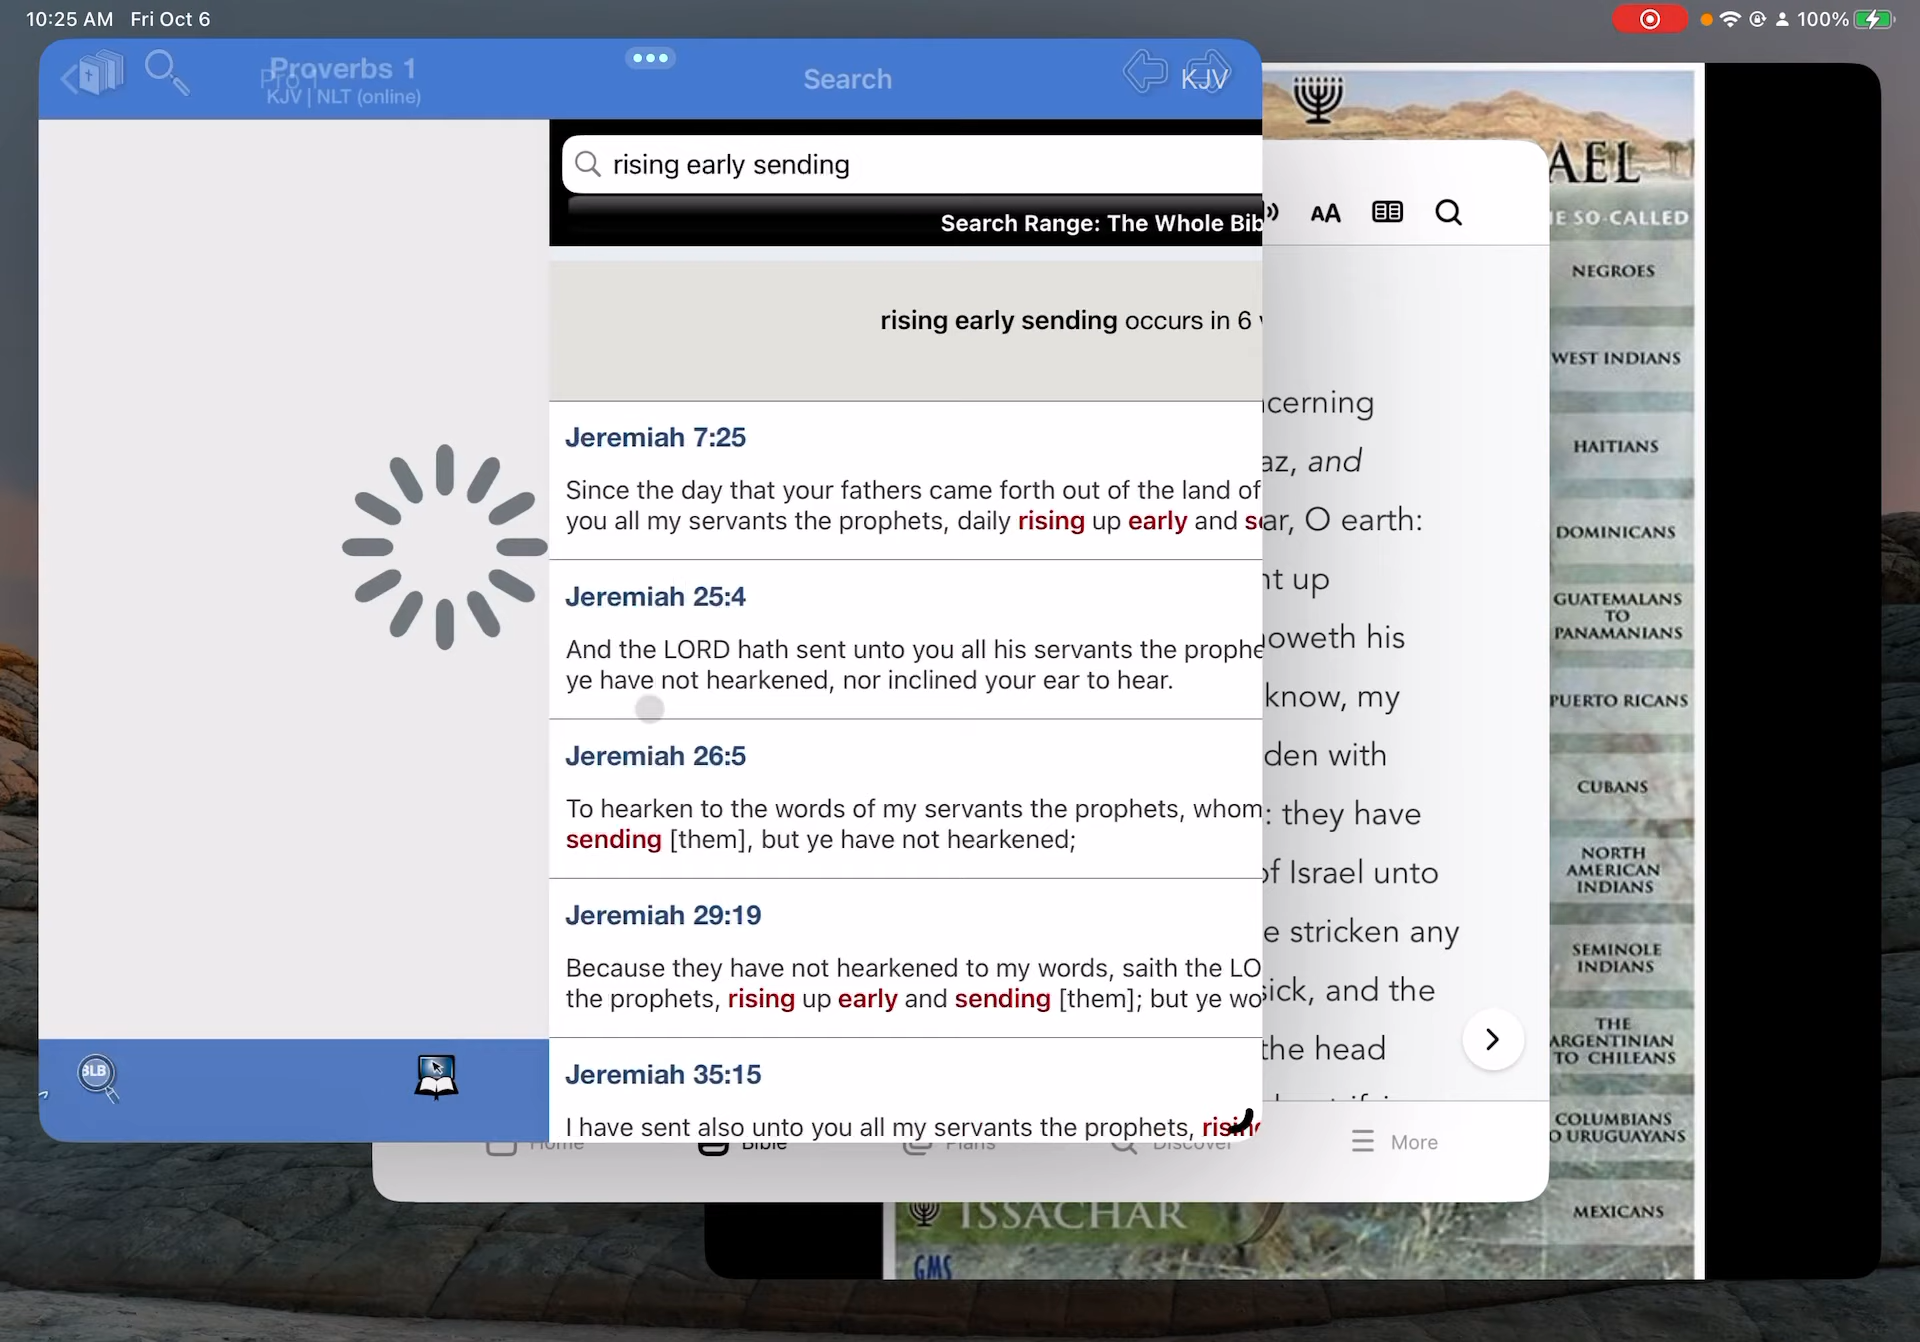 10:25 AM Fri Oct 6
100%
Proverbs 1
KJV | NLT (online)
Search
KJV
rising early sending
Search Range: The Whole Bib
rising early sending occurs in 6
Jeremiah 7:25
Since the day that your fathers came forth out of the land of
you all my servants the prophets, daily rising up early and s
Jeremiah 25:4
And the LORD hath sent unto you all his servants the prophe
ye have not hearkened, nor inclined your ear to hear.
Jeremiah 26:5
To hearken to the words of my servants the prophets, whom
sending [them], but ye have not hearkened;
Jeremiah 29:19
Because they have not hearkened to my words, saith the LO
the prophets, rising up early and sending [them]; but ye wo
Jeremiah 35:15
I have sent also unto you all my servants the prophets, rising
BLB
AA
cerning
az, and
ar, O earth:
ht up
oweth his
know, my
den with
: they have
of Israel unto
e stricken any
sick, and the
the head
Home
Bible
Plans
Discover
More
AEL
HE SO-CALLED
NEGROES
WEST INDIANS
HAITIANS
DOMINICANS
GUATEMALANS
TO
PANAMANIANS
PUERTO RICANS
CUBANS
NORTH
AMERICAN
INDIANS
SEMINOLE
INDIANS
THE
ARGENTINIAN
TO CHILEANS
COLUMBIANS
O URUGUAYANS
MEXICANS
ISSACHAR
GMS